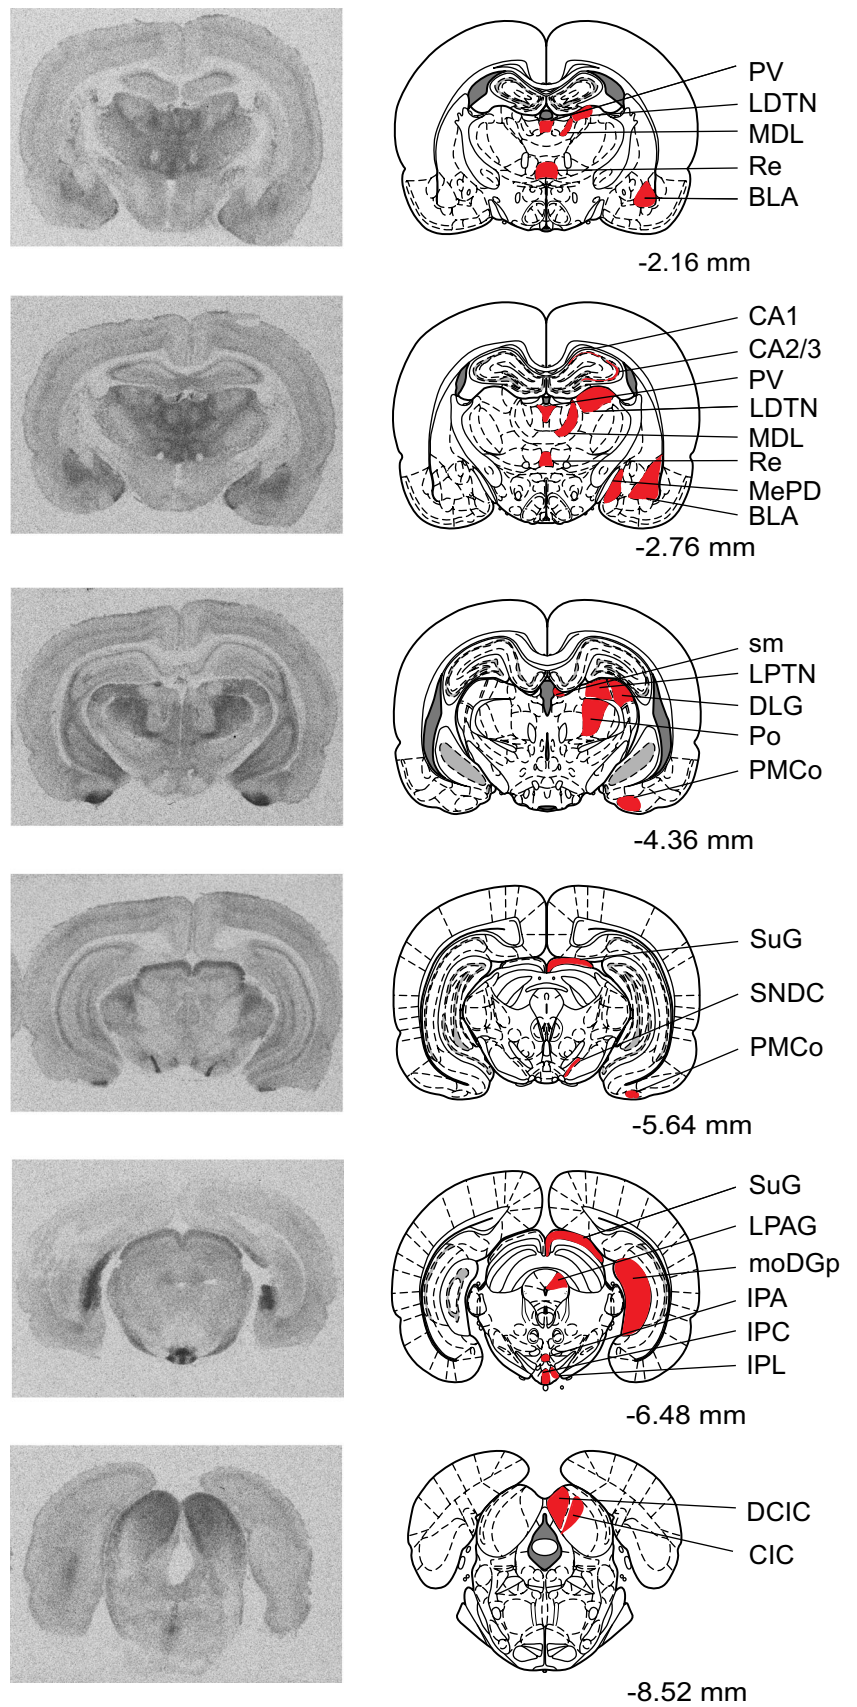 PV
LDTN
MDL
Re
BLA
-2.16 mm
CA1
CA2/3
PV
LDTN
MDL
Re
MePD
BLA
-2.76 mm
sm
LPTN
DLG
Po
PMCo
-4.36 mm
SuG
SNDC
PMCo
-5.64 mm
SuG
LPAG
moDGp
IPA
IPC
IPL
-6.48 mm
DCIC
CIC
-8.52 mm